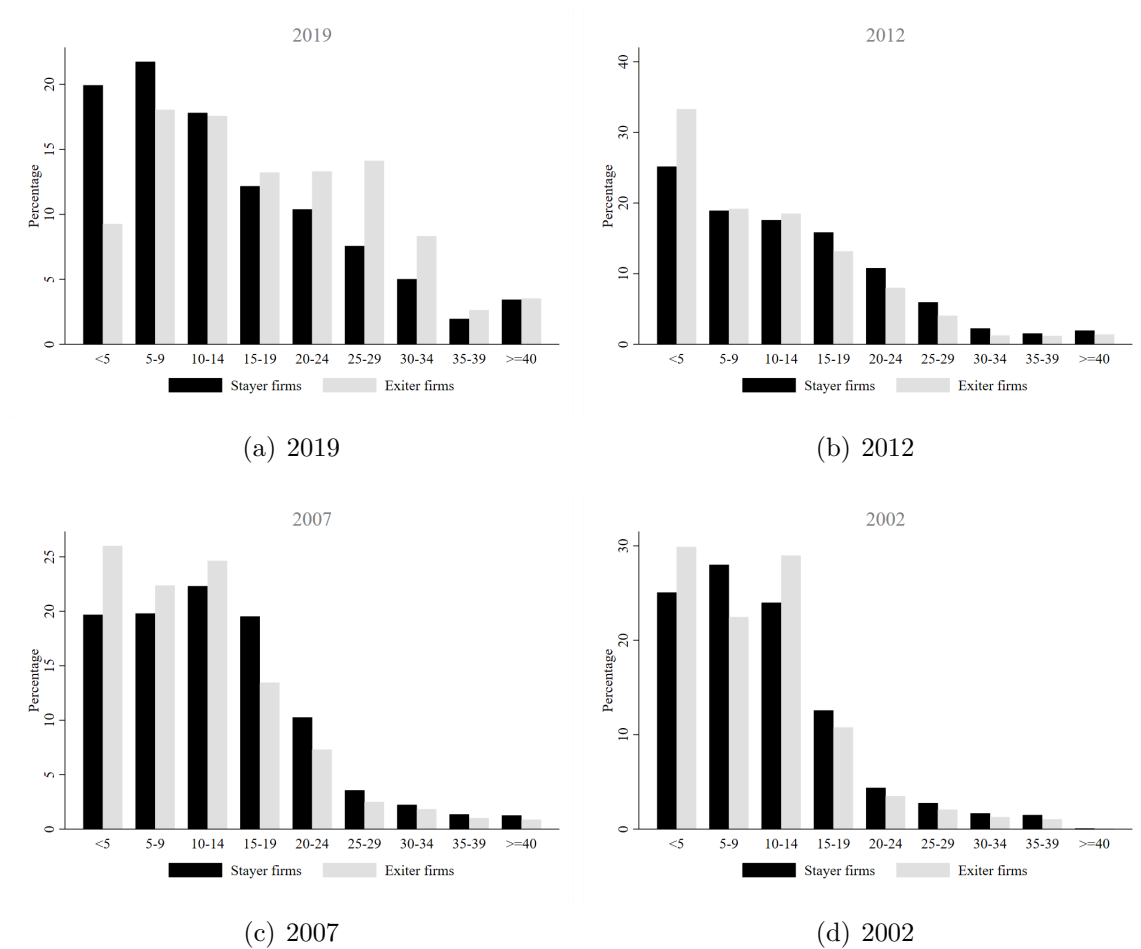 2019
Percentage
0
5
10
15
20
<5 5-9 10-14 15-19 20-24 25-29 30-34 35-39 >=40
Stayer firms Exiter firms
(a) 2019
2012
Percentage
0
10
20
30
40
<5 5-9 10-14 15-19 20-24 25-29 30-34 35-39 >=40
Stayer firms Exiter firms
(b) 2012
2007
Percentage
0
5
10
15
20
25
<5 5-9 10-14 15-19 20-24 25-29 30-34 35-39 >=40
Stayer firms Exiter firms
(c) 2007
2002
Percentage
0
10
20
30
<5 5-9 10-14 15-19 20-24 25-29 30-34 35-39 >=40
Stayer firms Exiter firms
(d) 2002